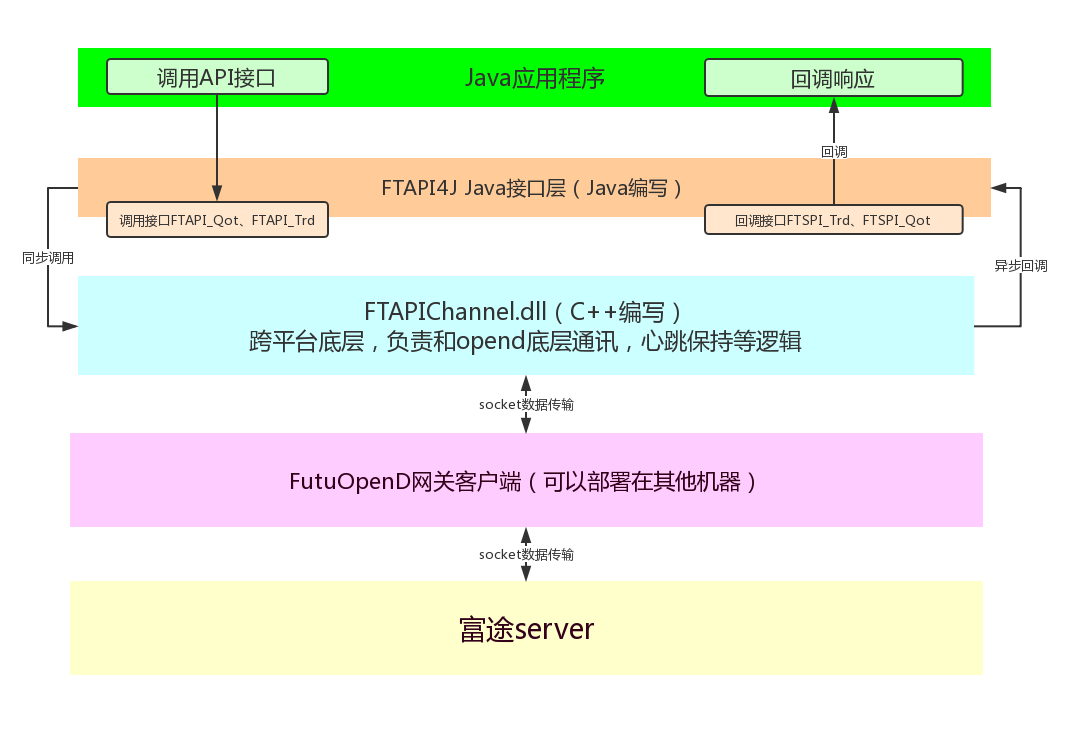 调用API接口
Java应用程序
回调响应
回调
FTAPI4J Java接口层（Java编写）
调用接口FTAPI_Qot、FTAPI_Trd
回调接口FTSPI_Trd、FTSPI_Qot
同步调用
异步回调
FTAPIChannel.dll（C++编写）
跨平台底层，负责和opend底层通讯，心跳保持等逻辑
socket数据传输
FutuOpenD网关客户端（可以部署在其他机器）
socket数据传输
富途server